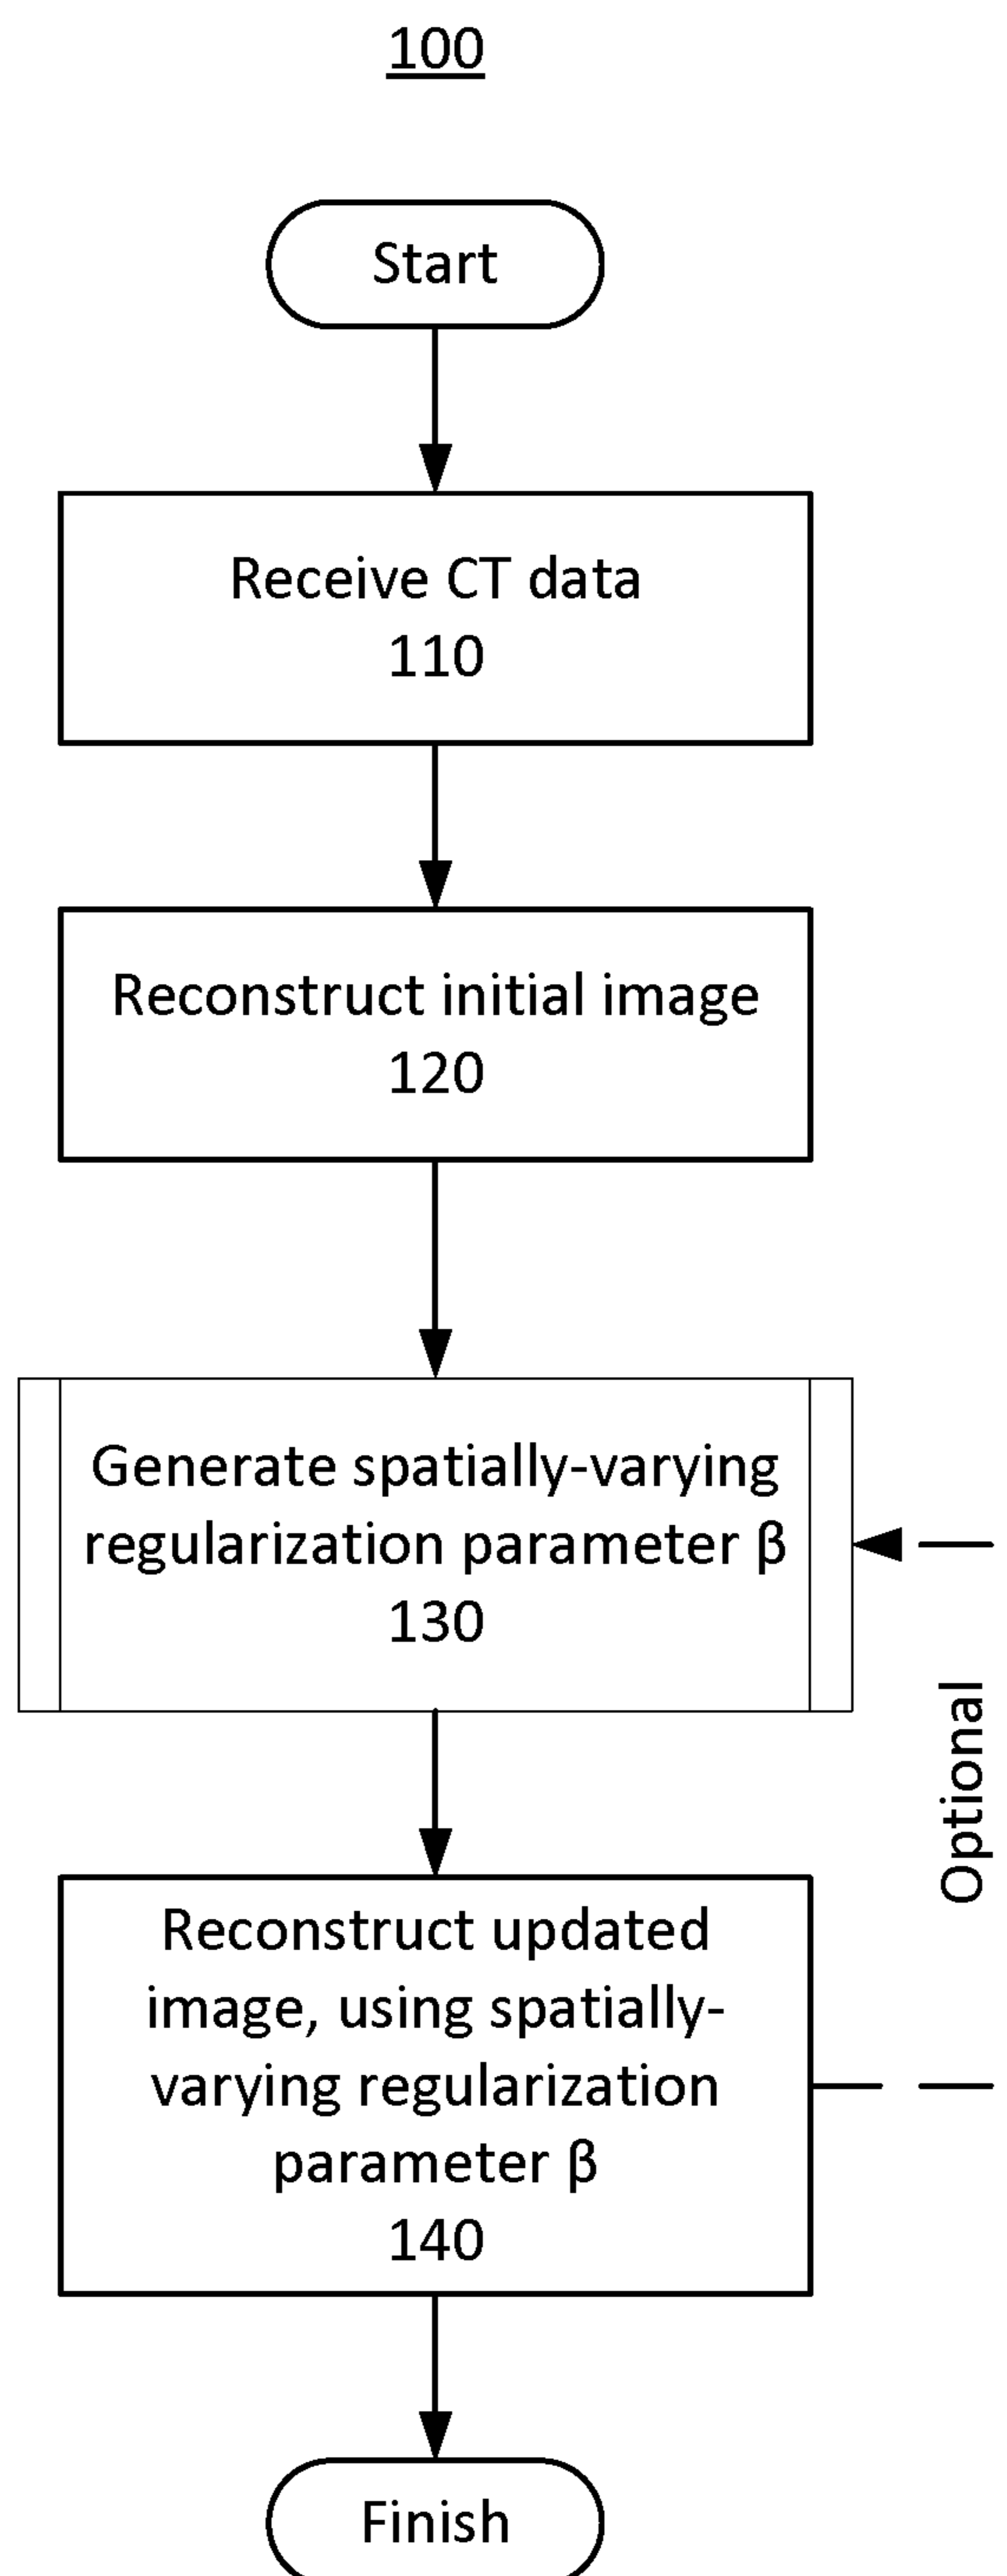 100
Start
Receive CT data
110
Reconstruct initial image
120
Generate spatially-varying
regularization parameter β
130
Optional
Reconstruct updated
image, using spatially-
varying regularization
parameter β
140
Finish